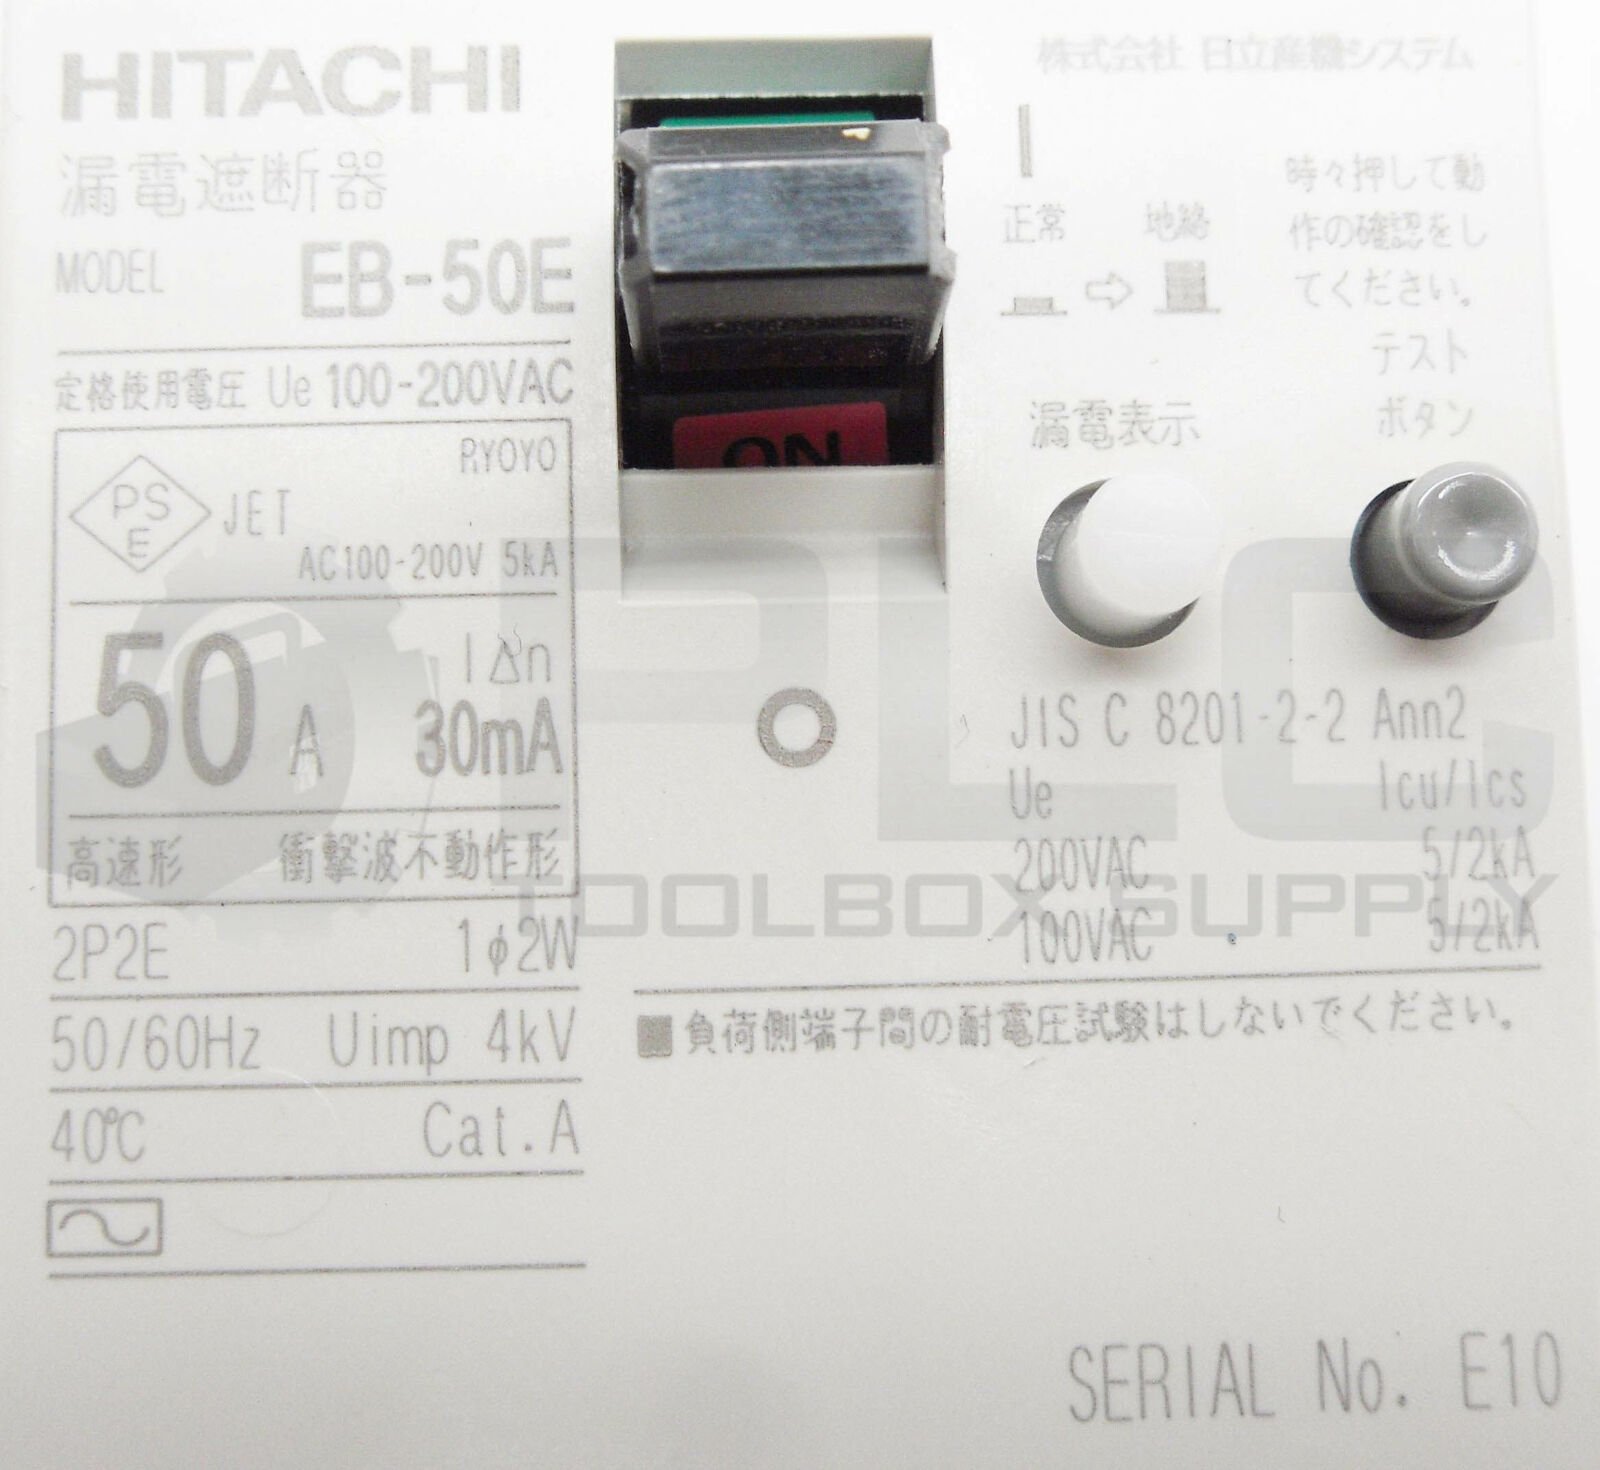 HITACHI
漏電遮断器
MODEL EB-50E
定格使用電圧 Ue 100-200VAC
RYOYO
PS
E
JET
AC100-200V 5kA
50 A
I△n
30mA
高速形 衝撃波不動作形
2P2E 1φ2W
50/60Hz Uimp 4kV
40℃ Cat.A
ON
株式会社 日立産機システム
正常 地絡
時々押して動
作の確認をし
てください。
テスト
ボタン
漏電表示
JIS C 8201-2-2 Ann2
Ue Icu/Ics
200VAC 5/2kA
100VAC 5/2kA
■負荷側端子間の耐電圧試験はしないでください。
SERIAL No. E10
PLC
TOOLBOX SUPPLY